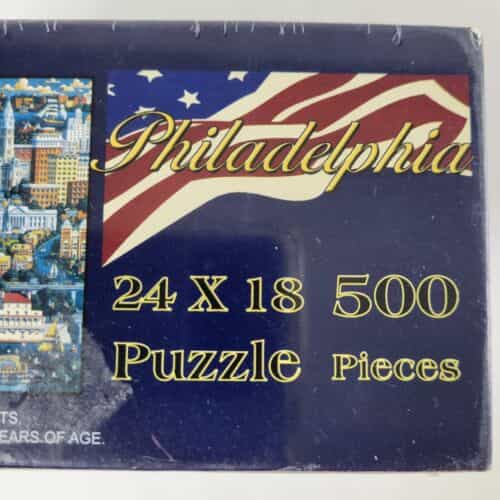 Philadelphia
24 X 18 500
Puzzle Pieces
TS.
EARS OF AGE.